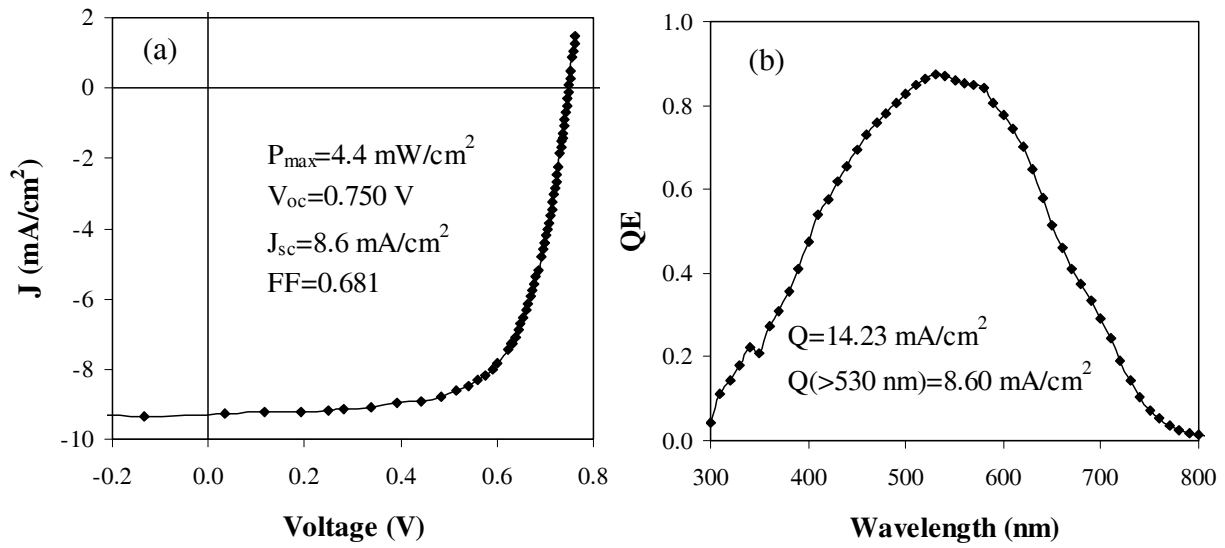 (a)
2
0
-2
-4
-6
-8
-10
J (mA/cm²)
Pmax=4.4 mW/cm²
Voc=0.750 V
Jsc=8.6 mA/cm²
FF=0.681
-0.2 0.0 0.2 0.4 0.6 0.8
Voltage (V)
(b)
1.0
0.8
0.6
0.4
0.2
0.0
QE
Q=14.23 mA/cm²
Q(>530 nm)=8.60 mA/cm²
300 400 500 600 700 800
Wavelength (nm)